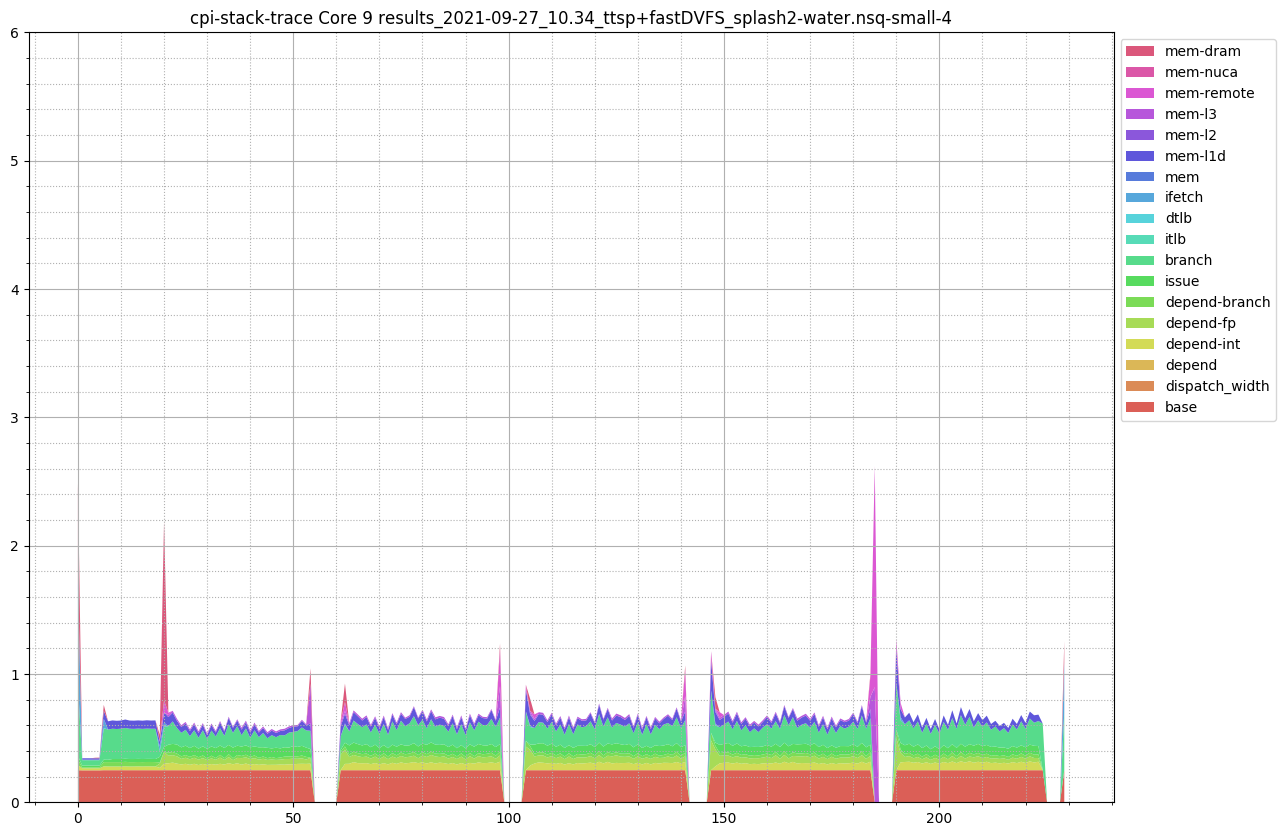 cpi-stack-trace Core 9 results_2021-09-27_10.34_ttsp+fastDVFS_splash2-water.nsq-small-4
6
5
4
3
2
1
0
0 50 100 150 200
mem-dram
mem-nuca
mem-remote
mem-l3
mem-l2
mem-l1d
mem
ifetch
dtlb
itlb
branch
issue
depend-branch
depend-fp
depend-int
depend
dispatch_width
base